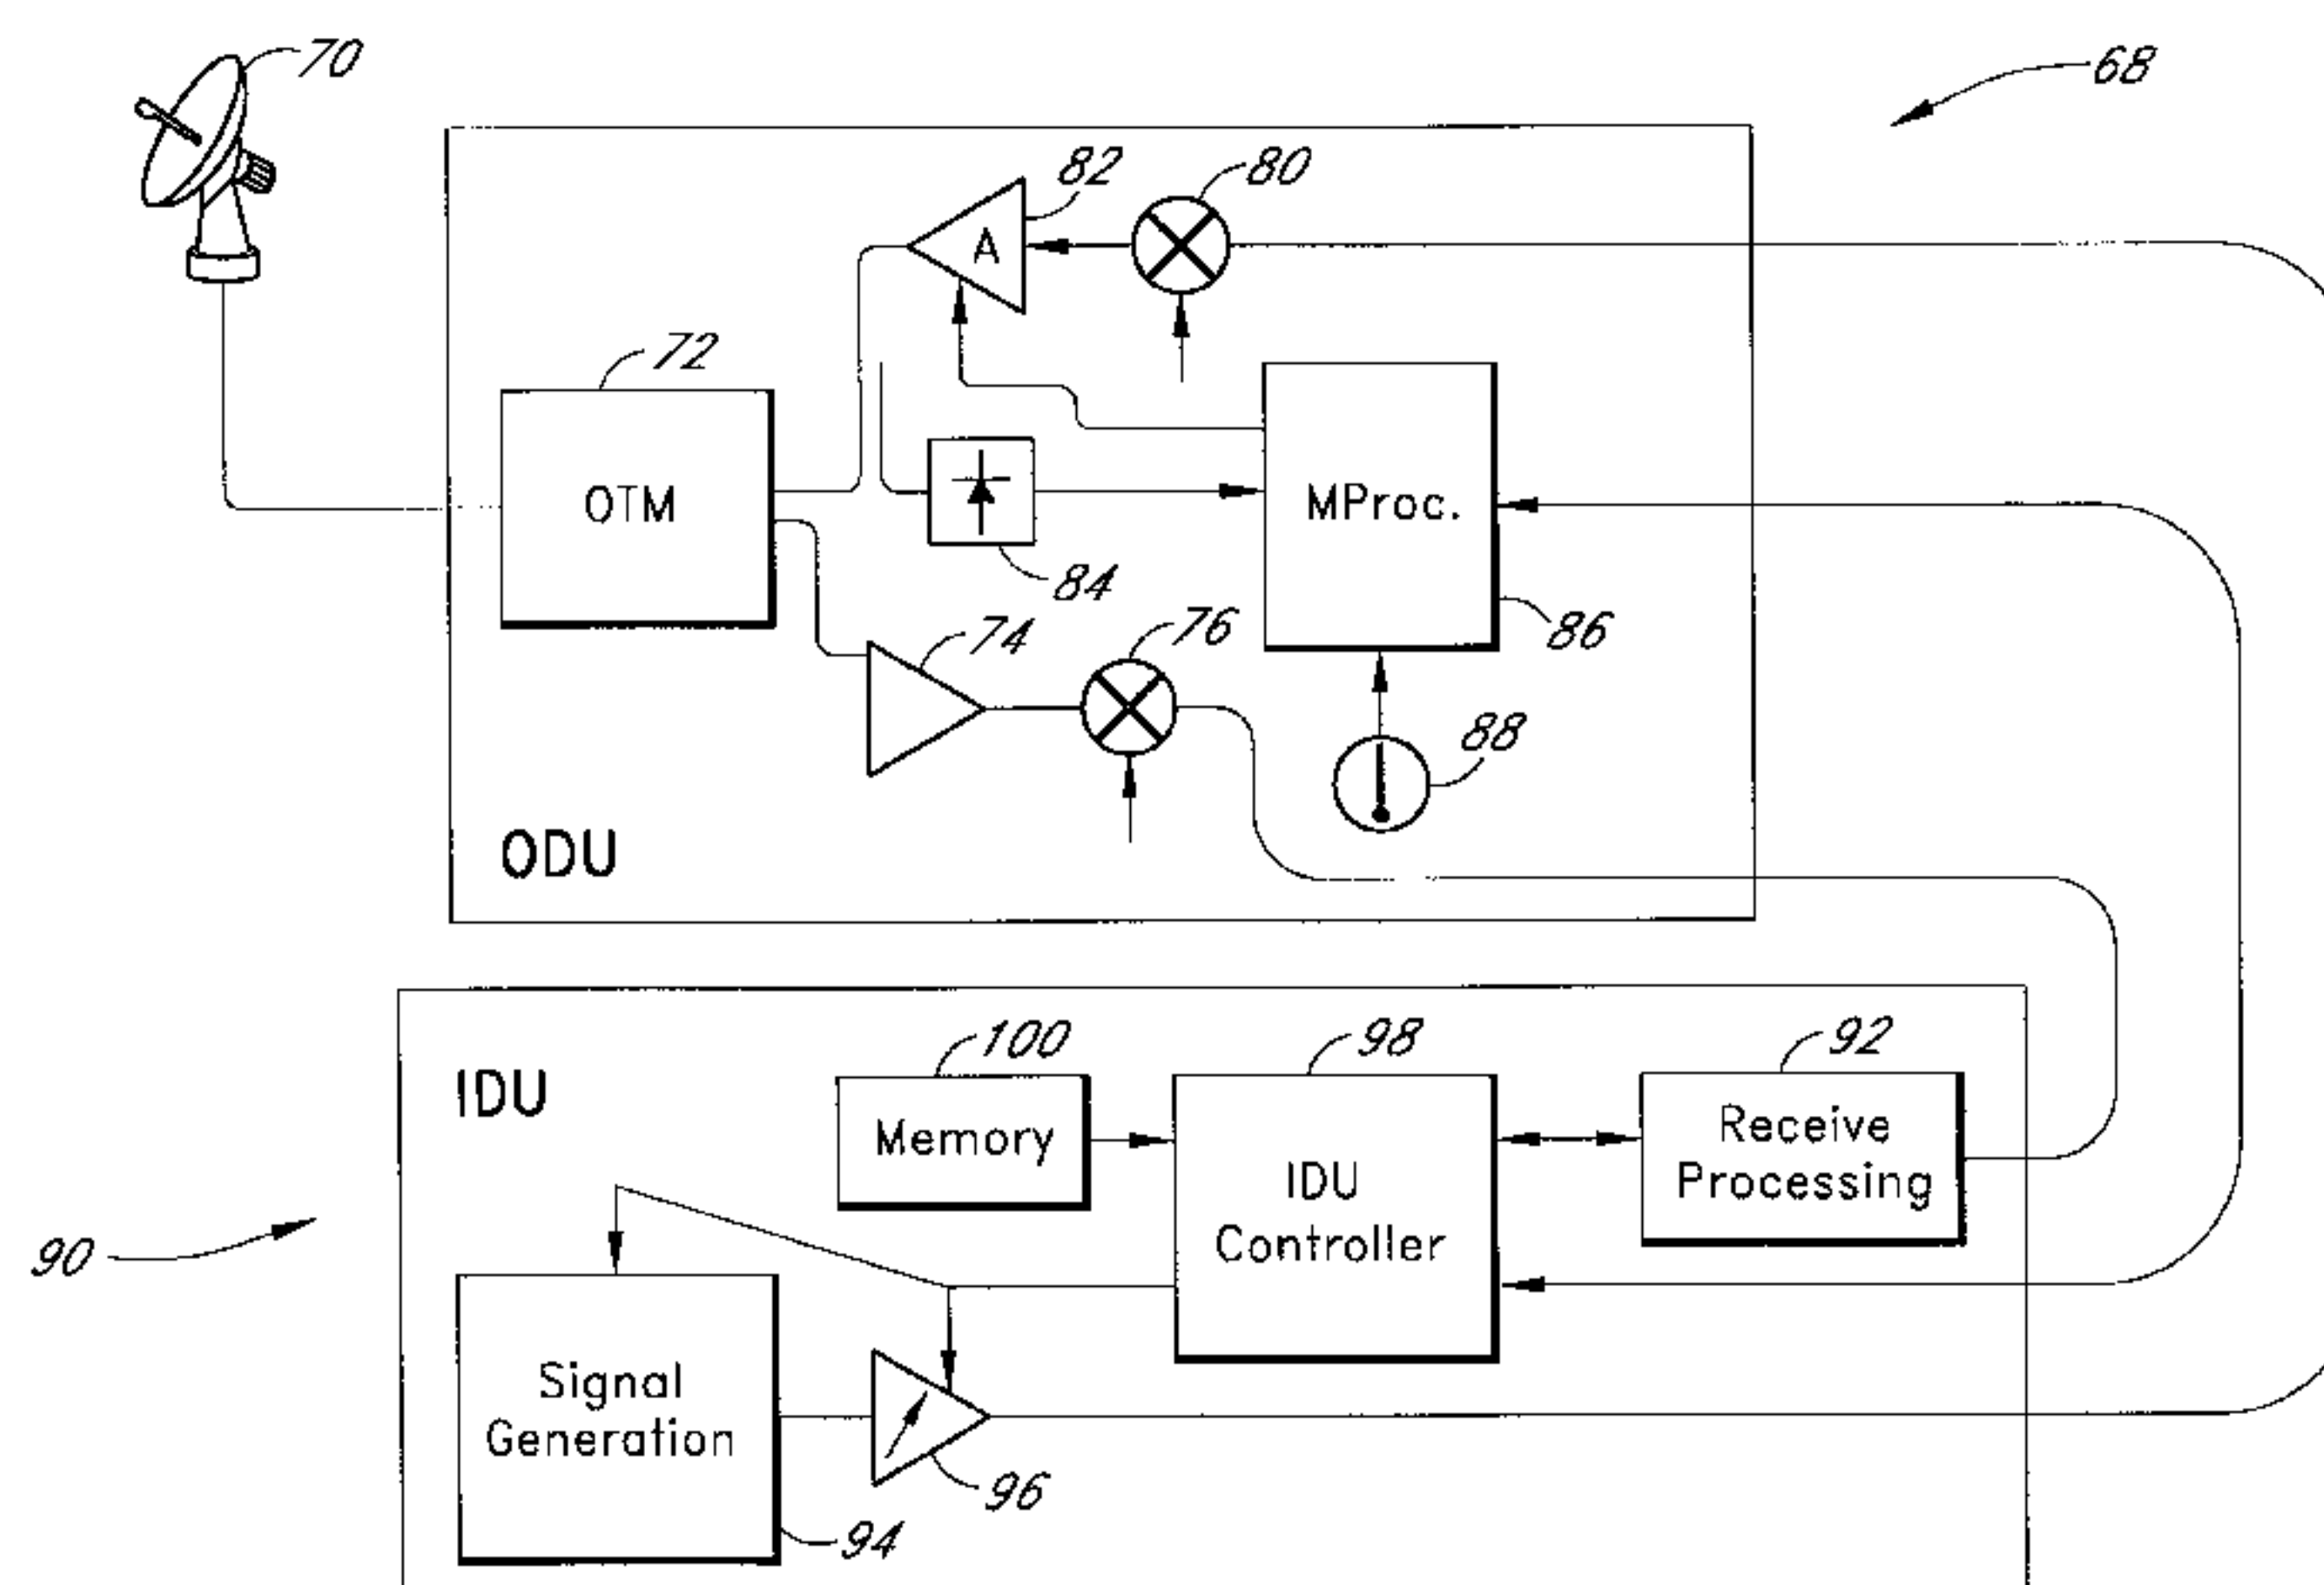 70
68
82
80
A
72
OTM
MProc.
84
74
76
86
88
ODU
100
98
92
IDU
Memory
IDU
Controller
Receive
Processing
90
Signal
Generation
96
94